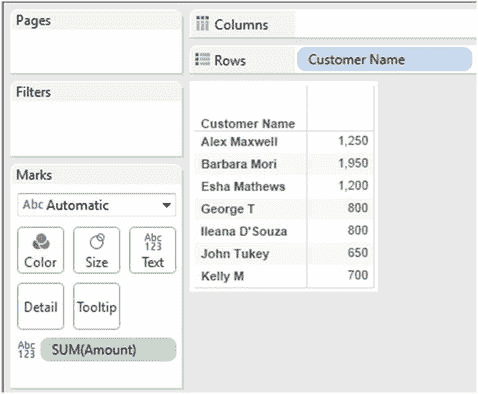 Pages
Columns
Rows Customer Name
Filters
Customer Name
Alex Maxwell 1,250
Barbara Mori 1,950
Esha Mathews 1,200
George T 800
Ileana D'Souza 800
John Tukey 650
Kelly M 700
Marks
Abc Automatic
Color Size Abc
123 Text
Detail Tooltip
Abc
123 SUM(Amount)